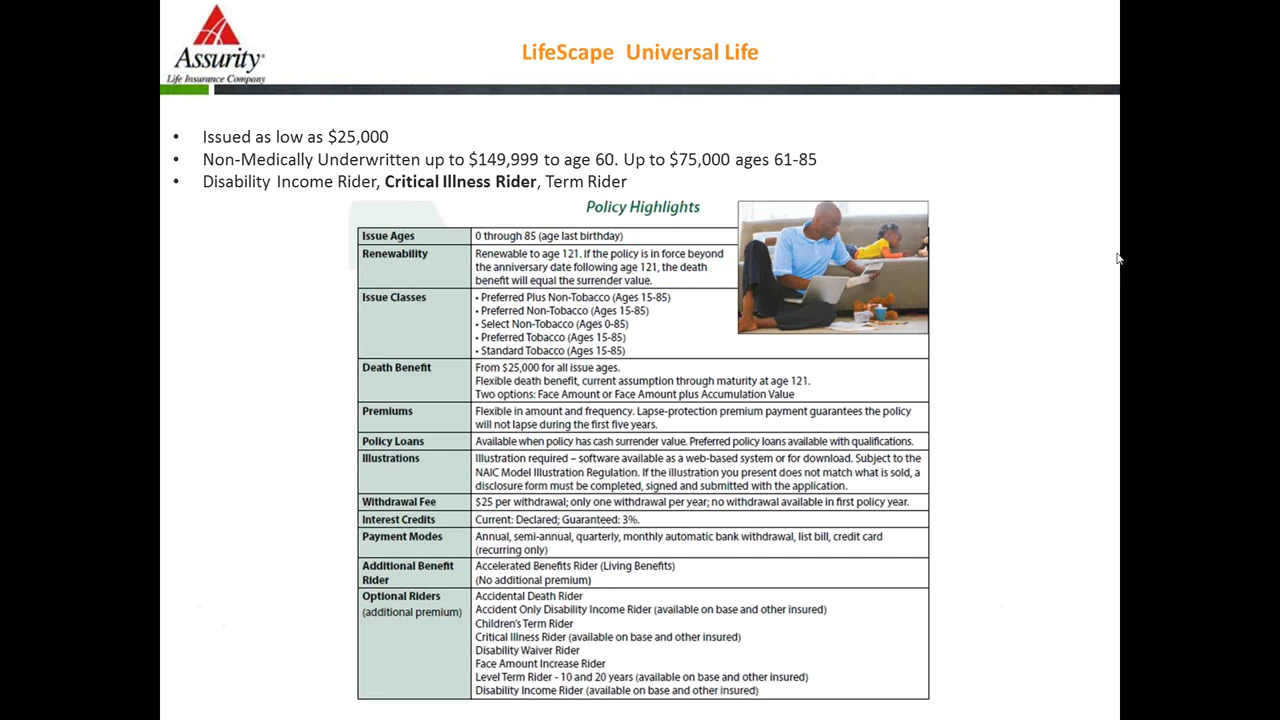 Assurity®
Life Insurance Company
LifeScape Universal Life
• Issued as low as $25,000
• Non-Medically Underwritten up to $149,999 to age 60. Up to $75,000 ages 61-85
• Disability Income Rider, Critical Illness Rider, Term Rider
Policy Highlights
Issue Ages
0 through 85 (age last birthday)
Renewability
Renewable to age 121. If the policy is in force beyond
the anniversary date following age 121, the death
benefit will equal the surrender value.
Issue Classes
• Preferred Plus Non-Tobacco (Ages 15-85)
• Preferred Non-Tobacco (Ages 15-85)
• Select Non-Tobacco (Ages 0-85)
• Preferred Tobacco (Ages 15-85)
• Standard Tobacco (Ages 15-85)
Death Benefit
From $25,000 for all issue ages.
Flexible death benefit, current assumption through maturity at age 121.
Two options: Face Amount or Face Amount plus Accumulation Value
Premiums
Flexible in amount and frequency. Lapse-protection premium payment guarantees the policy
will not lapse during the first five years.
Policy Loans
Available when policy has cash surrender value. Preferred policy loans available with qualifications.
Illustrations
Illustration required – software available as a web-based system or for download. Subject to the
NAIC Model Illustration Regulation. If the illustration you present does not match what is sold, a
disclosure form must be completed, signed and submitted with the application.
Withdrawal Fee
$25 per withdrawal; only one withdrawal per year; no withdrawal available in first policy year.
Interest Credits
Current: Declared; Guaranteed: 3%.
Payment Modes
Annual, semi-annual, quarterly, monthly automatic bank withdrawal, list bill, credit card
(recurring only)
Additional Benefit
Rider
Accelerated Benefits Rider (Living Benefits)
(No additional premium)
Optional Riders
(additional premium)
Accidental Death Rider
Accident Only Disability Income Rider (available on base and other insured)
Children's Term Rider
Critical Illness Rider (available on base and other insured)
Disability Waiver Rider
Face Amount Increase Rider
Level Term Rider - 10 and 20 years (available on base and other insured)
Disability Income Rider (available on base and other insured)